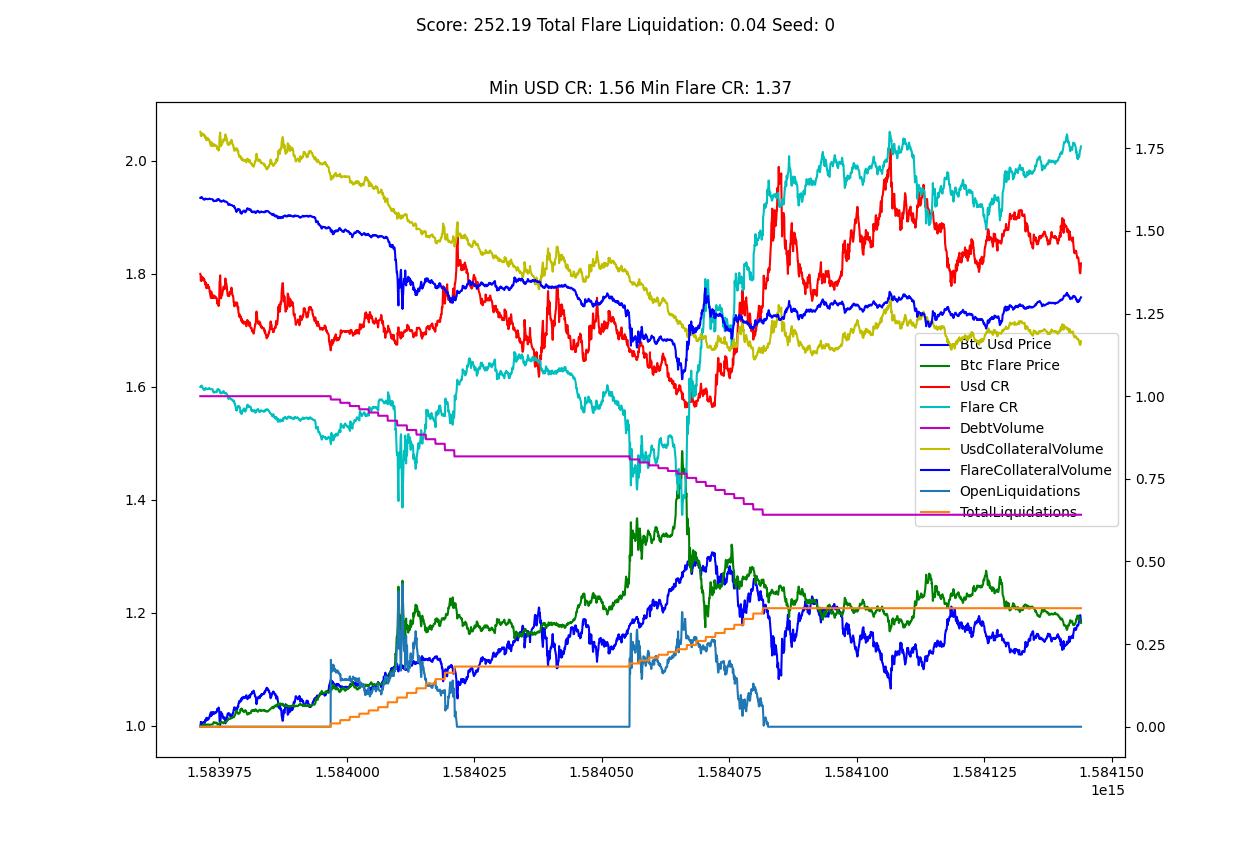 Score: 252.19 Total Flare Liquidation: 0.04 Seed: 0
Min USD CR: 1.56 Min Flare CR: 1.37
2.0
1.8
1.6
1.4
1.2
1.0
1.75
1.50
1.25
1.00
0.75
0.50
0.25
0.00
Btc Usd Price
Btc Flare Price
Usd CR
Flare CR
DebtVolume
UsdCollateralVolume
FlareCollateralVolume
OpenLiquidations
TotalLiquidations
1.583975 1.584000 1.584025 1.584050 1.584075 1.584100 1.584125 1.584150
1e15